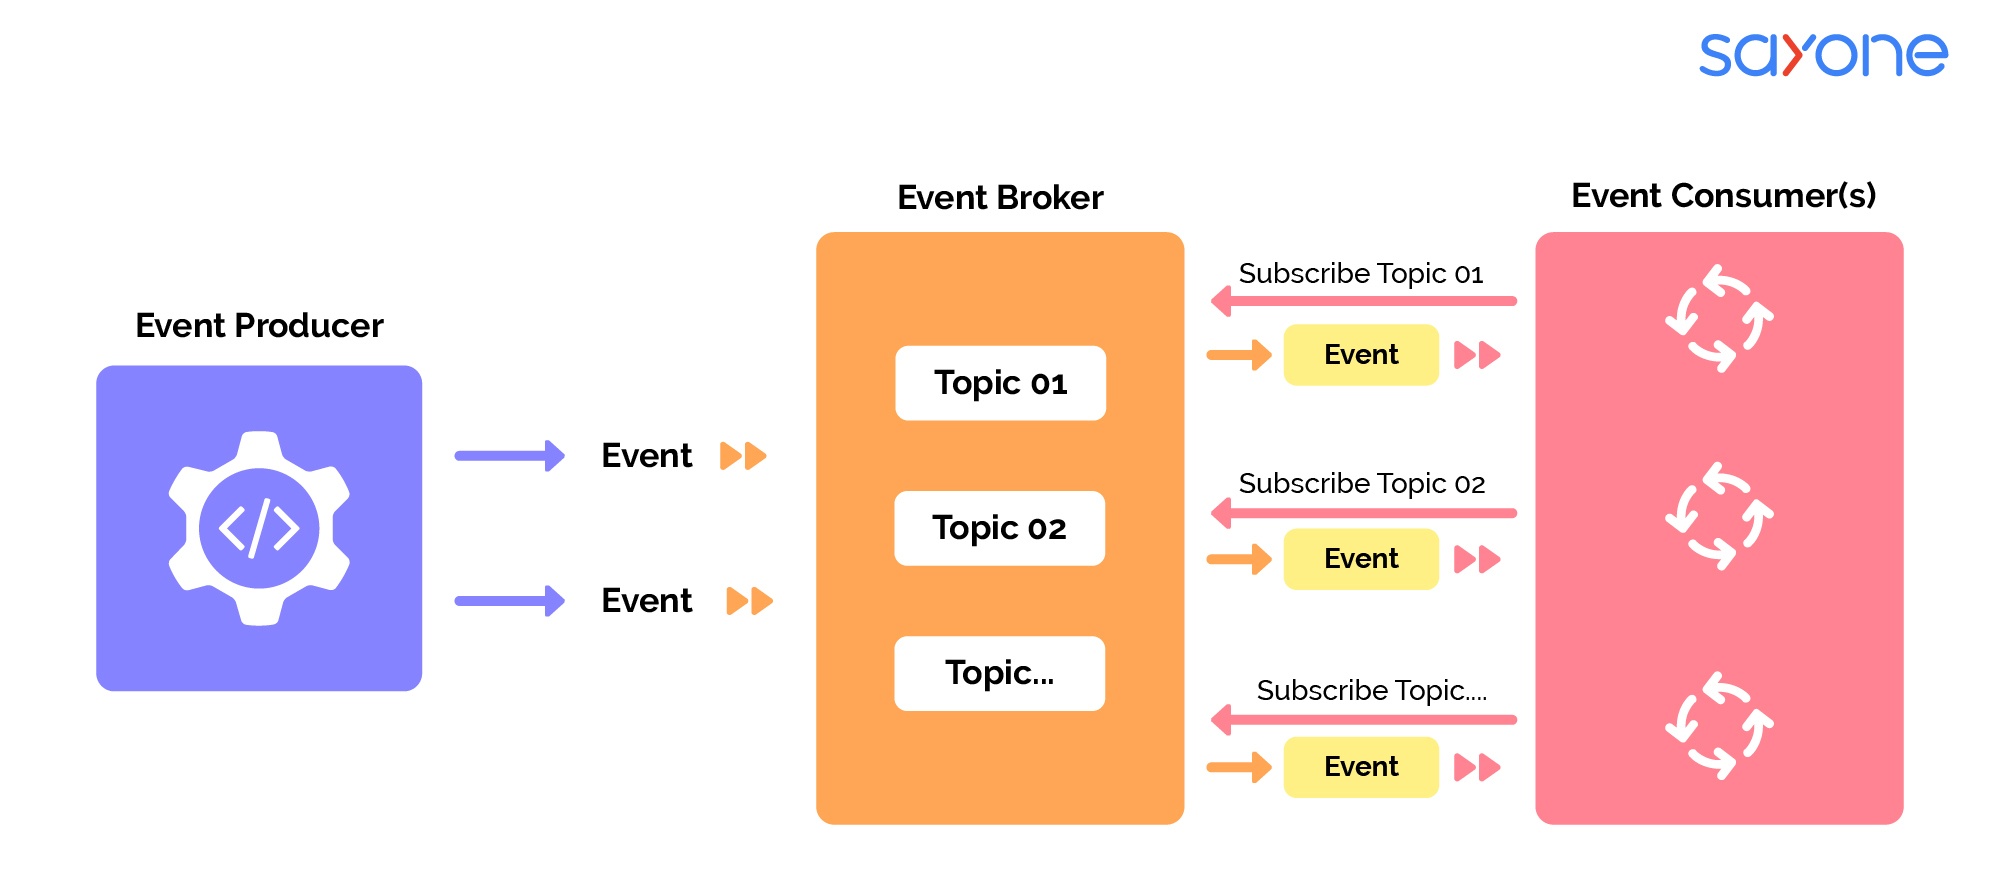 sayone
Event Producer
Event
Event
Event Broker
Topic 01
Topic 02
Topic...
Event Consumer(s)
Subscribe Topic 01
Event
Subscribe Topic 02
Event
Subscribe Topic....
Event